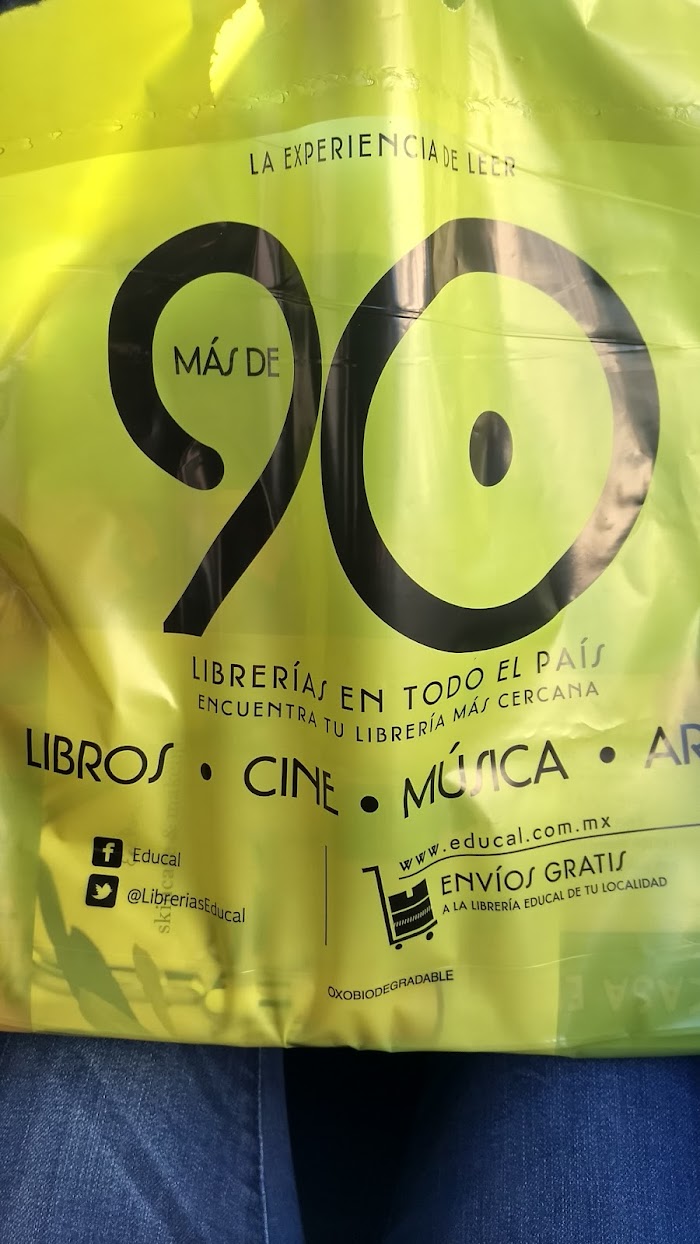 LA EXPERIENCIA DE LEER
MÁS DE
90
LIBRERÍAS EN TODO EL PAÍS
ENCUENTRA TU LIBRERÍA MÁS CERCANA
LIBROS • CINE • MÚSICA •
www.educal.com.mx
Educal
@LibreriasEducal
ENVÍOS GRATIS
A LA LIBRERÍA EDUCAL DE TU LOCALIDAD
OXOBIODEGRADABLE